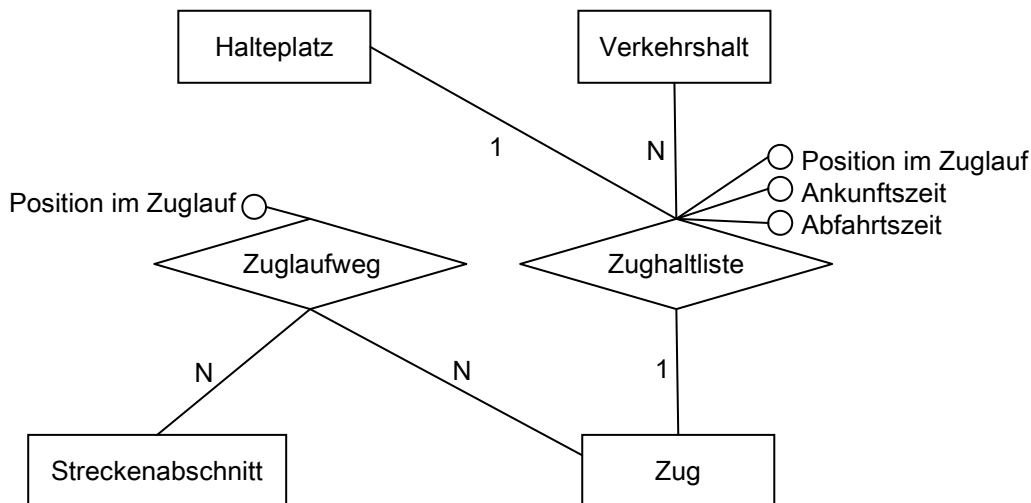 Halteplatz
Verkehrshalt
1
N
Position im Zuglauf
Ankunftszeit
Abfahrtszeit
Position im Zuglauf
Zuglaufweg
Zughaltliste
N
N
1
Streckenabschnitt
Zug